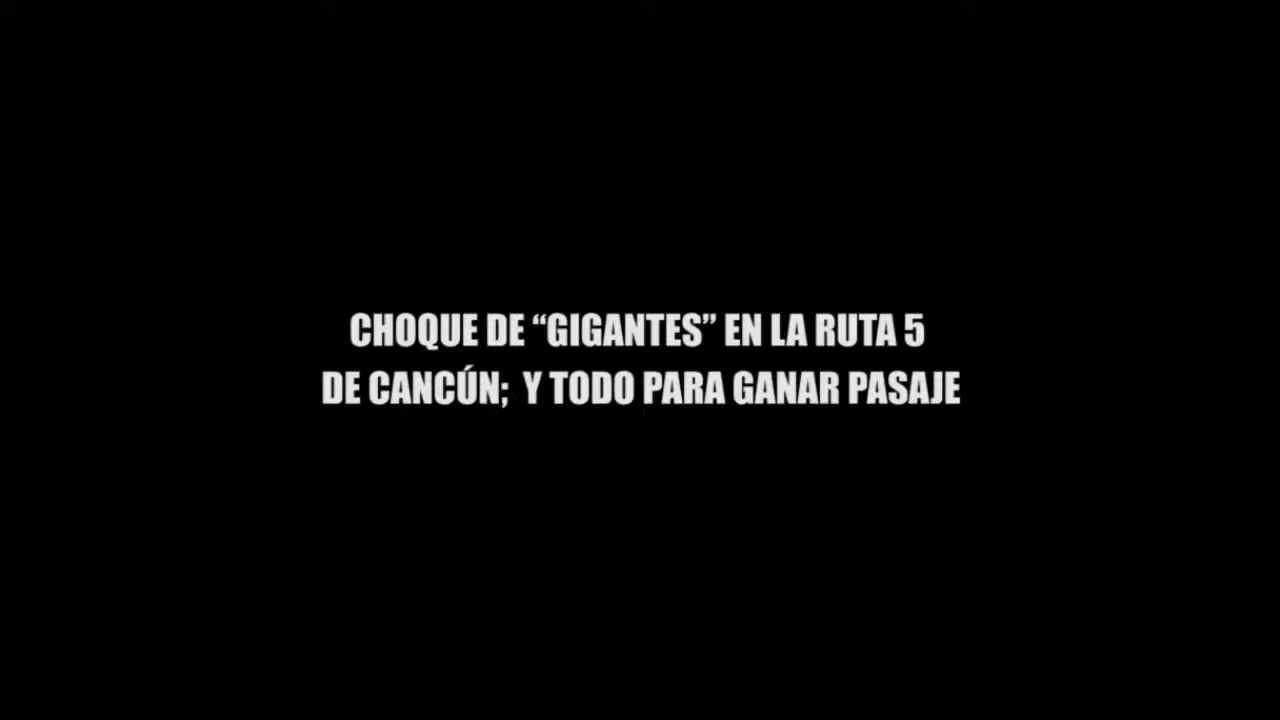 CHOQUE DE “GIGANTES” EN LA RUTA 5
DE CANCÚN; Y TODO PARA GANAR PASAJE